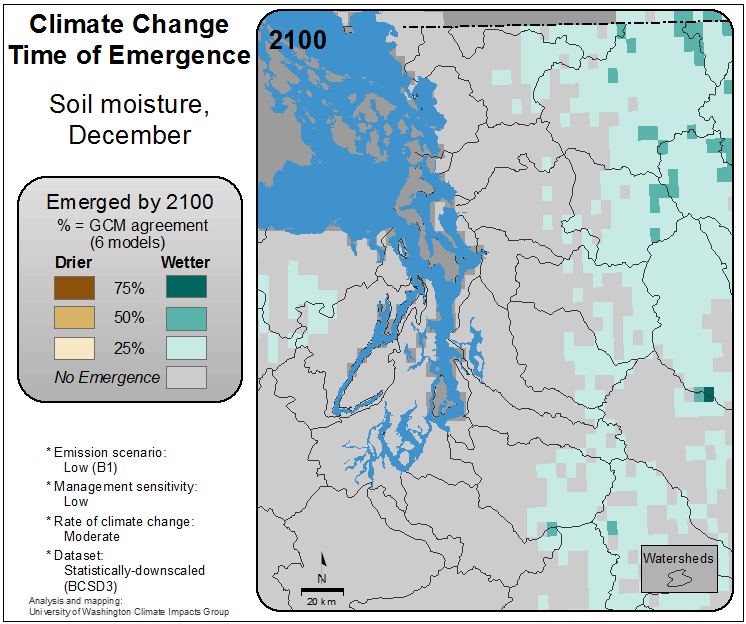 Climate Change
Time of Emergence
Soil moisture,
December
Emerged by 2100
% = GCM agreement
(6 models)
Drier Wetter
75%
50%
25%
No Emergence
* Emission scenario:
Low (B1)
* Management sensitivity:
Low
* Rate of climate change:
Moderate
* Dataset:
Statistically-downscaled
(BCSD3)
Analysis and mapping:
University of Washington Climate Impacts Group
2100
N
20 km
Watersheds